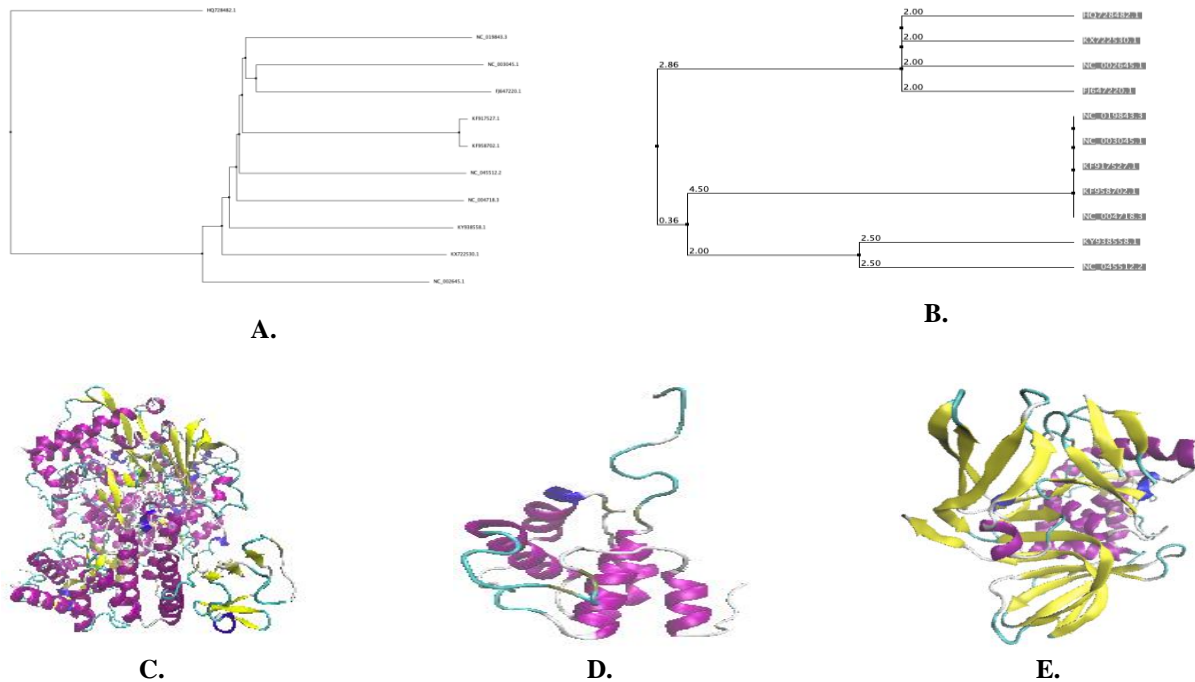 HQ728482.1
NC_019843.3
NC_003045.1
FJ647220.1
KF917527.1
KF958702.1
NC_045512.2
NC_004718.3
KY938558.1
KX722530.1
NC_002645.1
A.
2.00 HQ728482.1
2.00 KX722530.1
2.00 NC_002645.1
2.86
2.00 FJ647220.1
NC_019843.3
NC_003045.1
KF917527.1
4.50 KF958702.1
NC_004718.3
0.36
2.50 KY938558.1
2.00
2.50 NC_045512.2
B.
C.
D.
E.